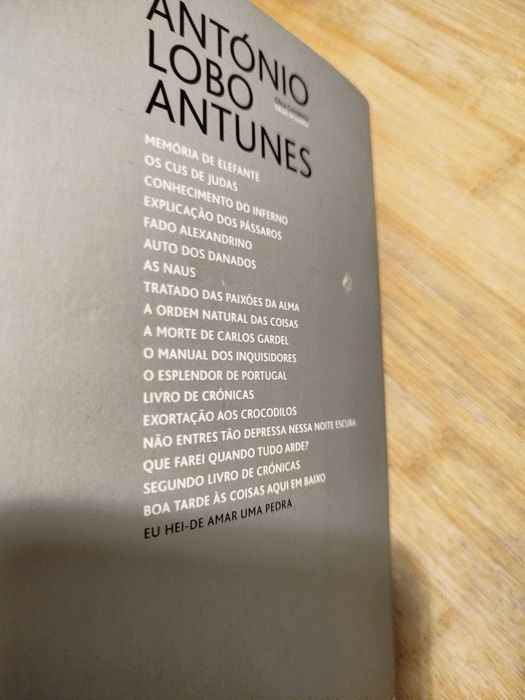 ANTÓNIO
LOBO
ANTUNES
Obra Completa
MEMÓRIA DE ELEFANTE
OS CUS DE JUDAS
CONHECIMENTO DO INFERNO
EXPLICAÇÃO DOS PÁSSAROS
FADO ALEXANDRINO
AUTO DOS DANADOS
AS NAUS
TRATADO DAS PAIXÕES DA ALMA
A ORDEM NATURAL DAS COISAS
A MORTE DE CARLOS GARDEL
O MANUAL DOS INQUISIDORES
O ESPLENDOR DE PORTUGAL
LIVRO DE CRÓNICAS
EXORTAÇÃO AOS CROCODILOS
NÃO ENTRES TÃO DEPRESSA NESSA NOITE ESCURA
QUE FAREI QUANDO TUDO ARDE?
SEGUNDO LIVRO DE CRÓNICAS
BOA TARDE ÀS COISAS AQUI EM BAIXO
EU HEI-DE AMAR UMA PEDRA